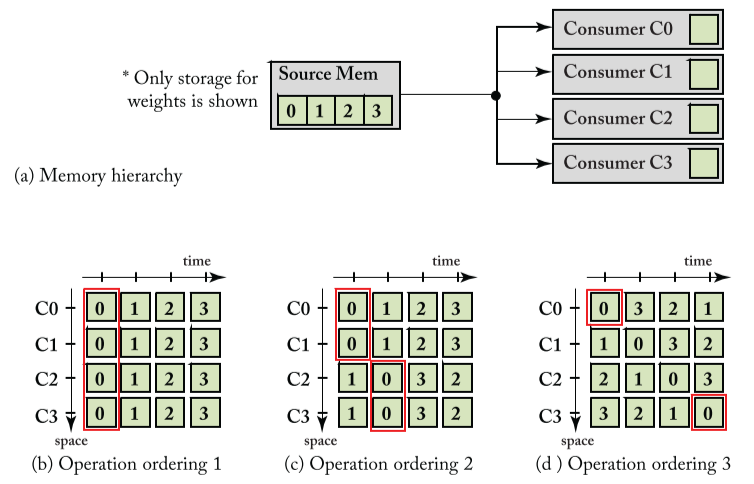 Consumer C0
* Only storage for
weights is shown
Source Mem
0 1 2 3
Consumer C1
Consumer C2
Consumer C3
(a) Memory hierarchy
time
C0 0 1 2 3
C1 0 1 2 3
C2 0 1 2 3
C3 0 1 2 3
space
(b) Operation ordering 1
time
C0 0 1 2 3
C1 0 1 2 3
C2 1 0 3 2
C3 1 0 3 2
space
(c) Operation ordering 2
time
C0 0 3 2 1
C1 1 0 3 2
C2 2 1 0 3
C3 3 2 1 0
space
(d ) Operation ordering 3